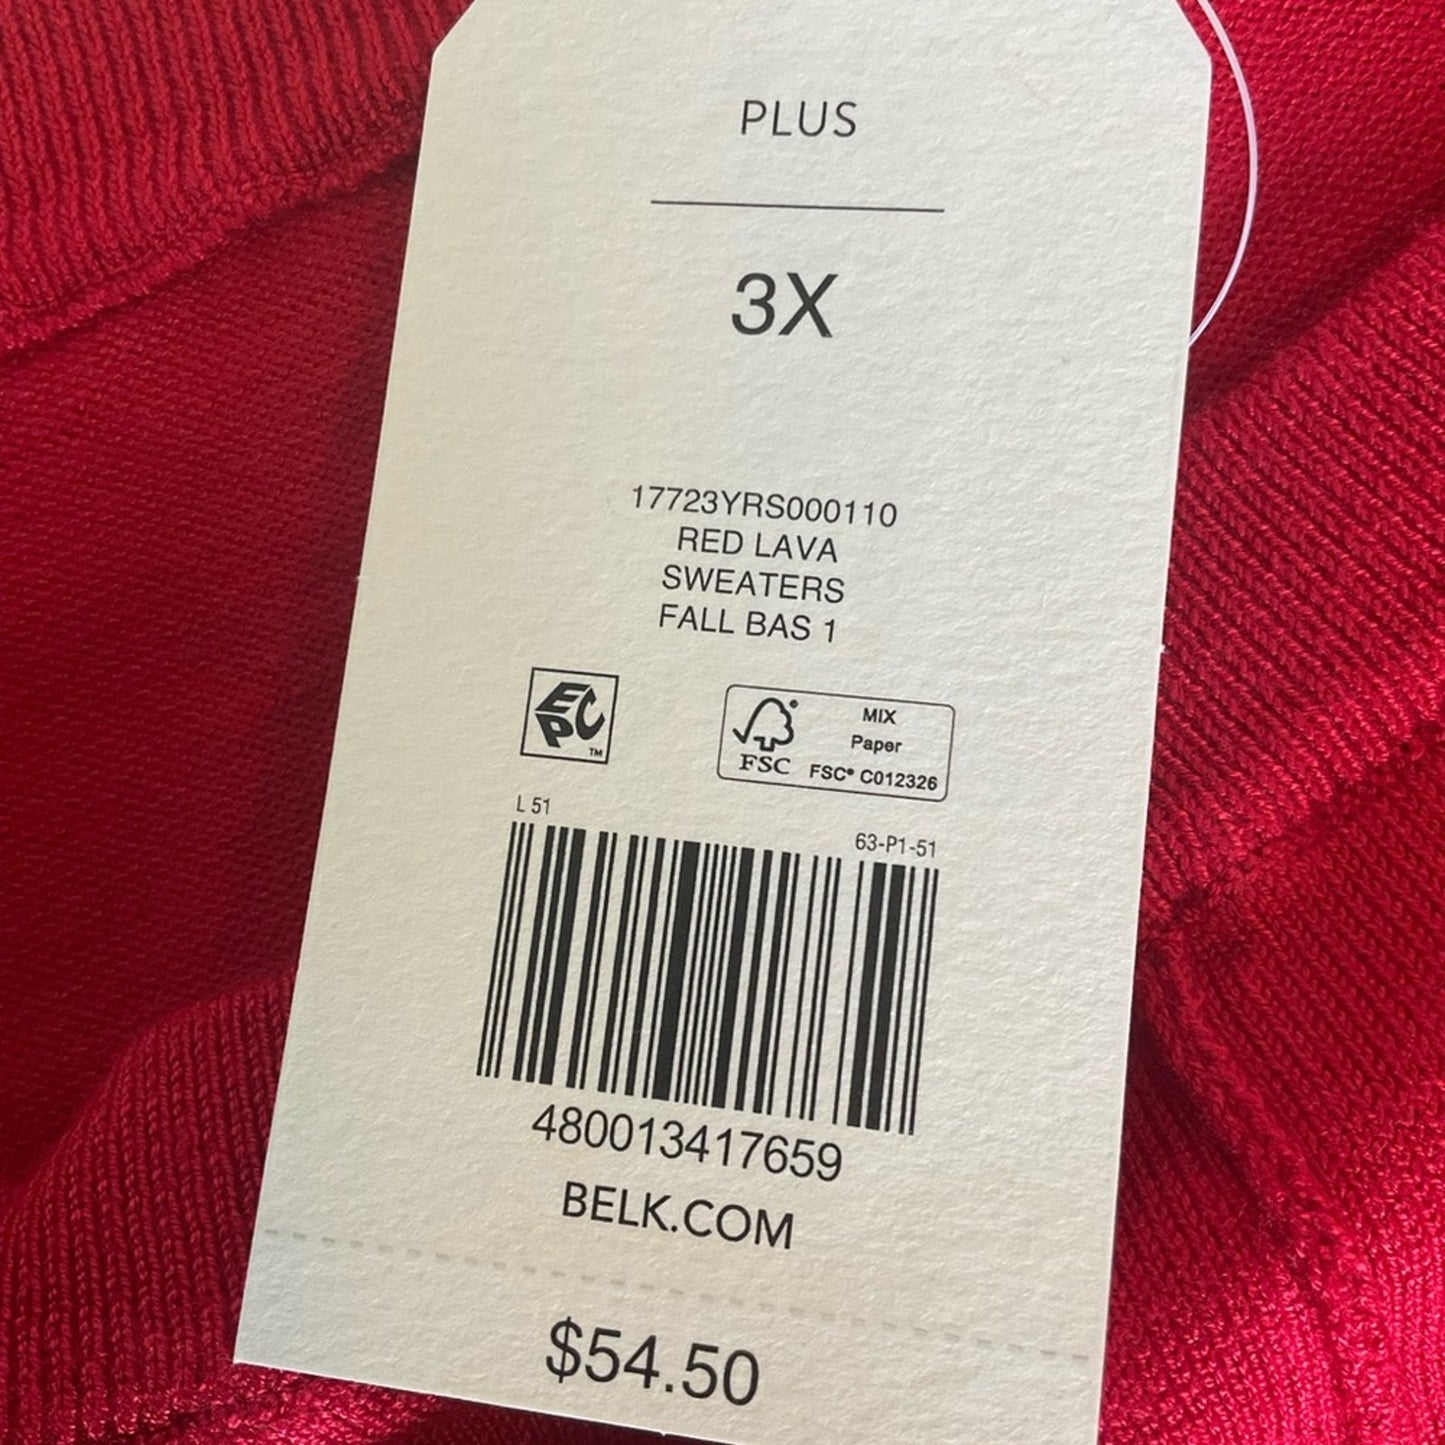 PLUS
3X
17723YRS000110
RED LAVA
SWEATERS
FALL BAS 1
EPC
TM
MIX
Paper
FSC
FSC® C012326
L 51
63-P1-51
480013417659
BELK.COM
$54.50